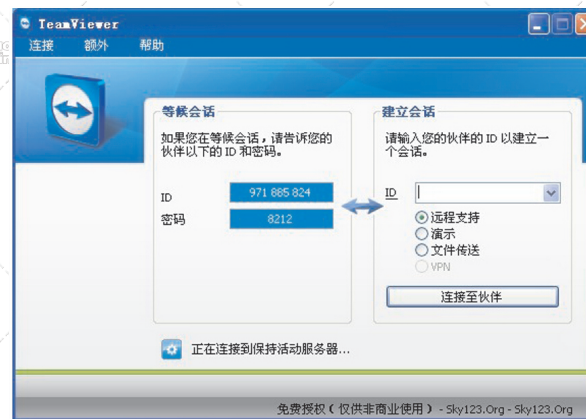 TeamViewer
连接 额外 帮助
等候会话
如果您在等候会话，请告诉您的
伙伴以下的 ID 和密码。
ID 971 885 824
密码 8212
建立会话
请输入您的伙伴的 ID 以建立一
个会话。
ID
远程支持
演示
文件传送
VPN
连接至伙伴
正在连接到保持活动服务器...
免费授权（仅供非商业使用） - Sky123.Org - Sky123.Org